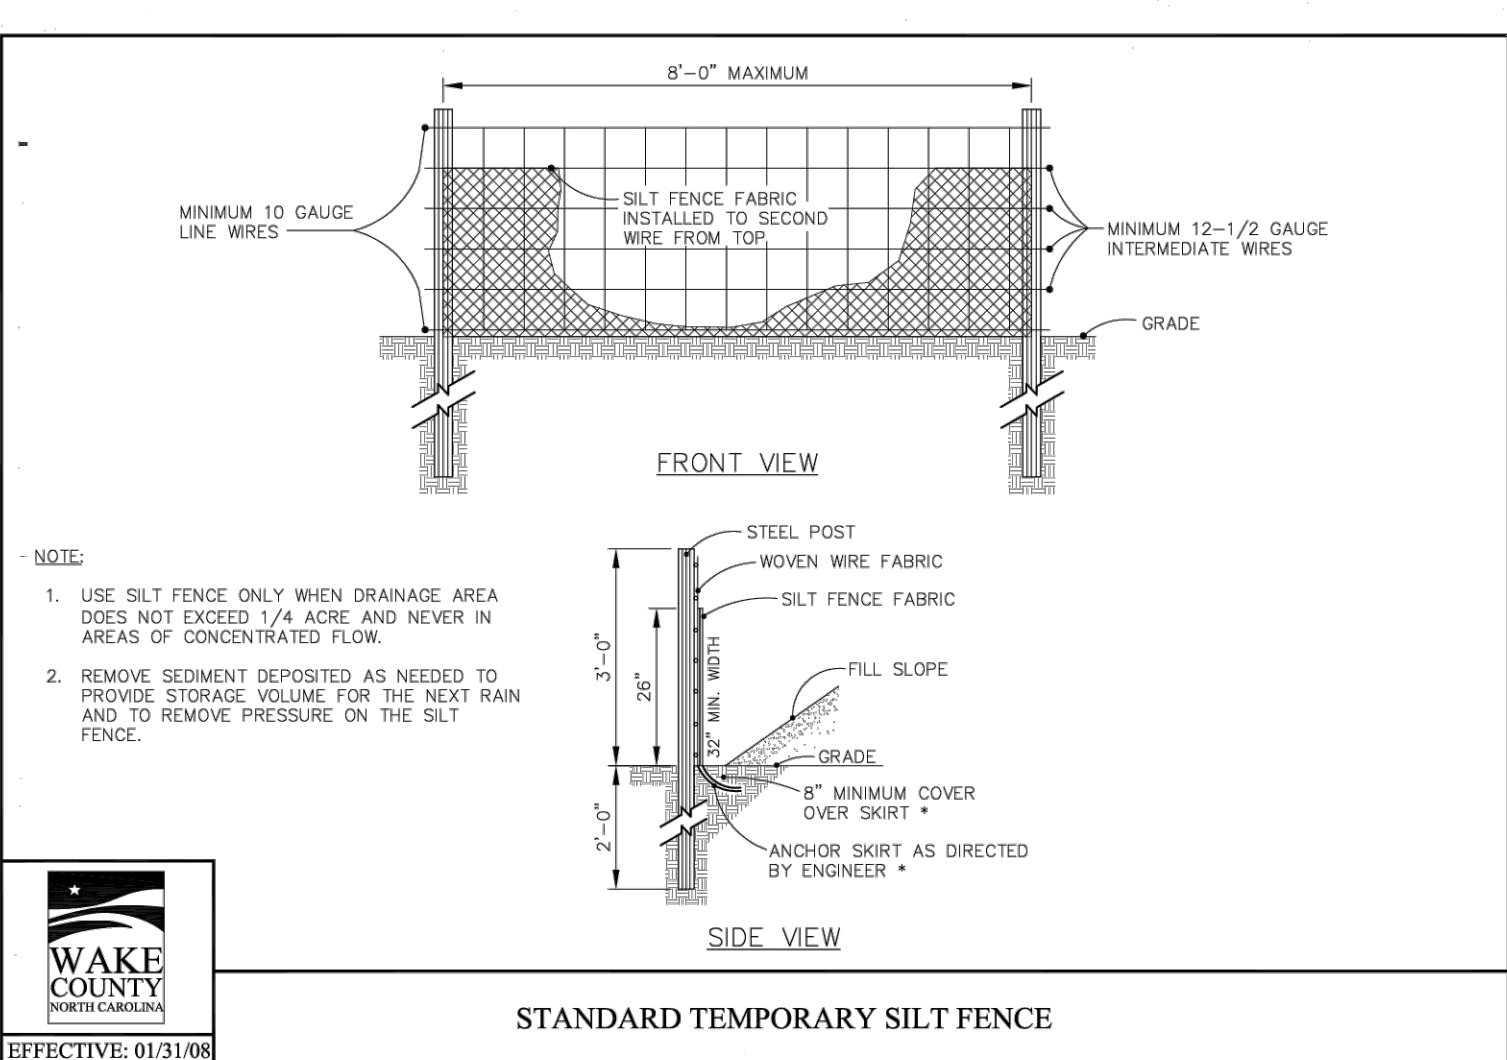 8'-0" MAXIMUM
MINIMUM 10 GAUGE
LINE WIRES
SILT FENCE FABRIC
INSTALLED TO SECOND
WIRE FROM TOP
MINIMUM 12-1/2 GAUGE
INTERMEDIATE WIRES
GRADE
FRONT VIEW
NOTE:
1. USE SILT FENCE ONLY WHEN DRAINAGE AREA
DOES NOT EXCEED 1/4 ACRE AND NEVER IN
AREAS OF CONCENTRATED FLOW.
2. REMOVE SEDIMENT DEPOSITED AS NEEDED TO
PROVIDE STORAGE VOLUME FOR THE NEXT RAIN
AND TO REMOVE PRESSURE ON THE SILT
FENCE.
STEEL POST
WOVEN WIRE FABRIC
SILT FENCE FABRIC
3'-0"
26"
32" MIN. WIDTH
FILL SLOPE
GRADE
8" MINIMUM COVER
OVER SKIRT *
2'-0"
ANCHOR SKIRT AS DIRECTED
BY ENGINEER *
SIDE VIEW
WAKE
COUNTY
NORTH CAROLINA
EFFECTIVE: 01/31/08
STANDARD TEMPORARY SILT FENCE